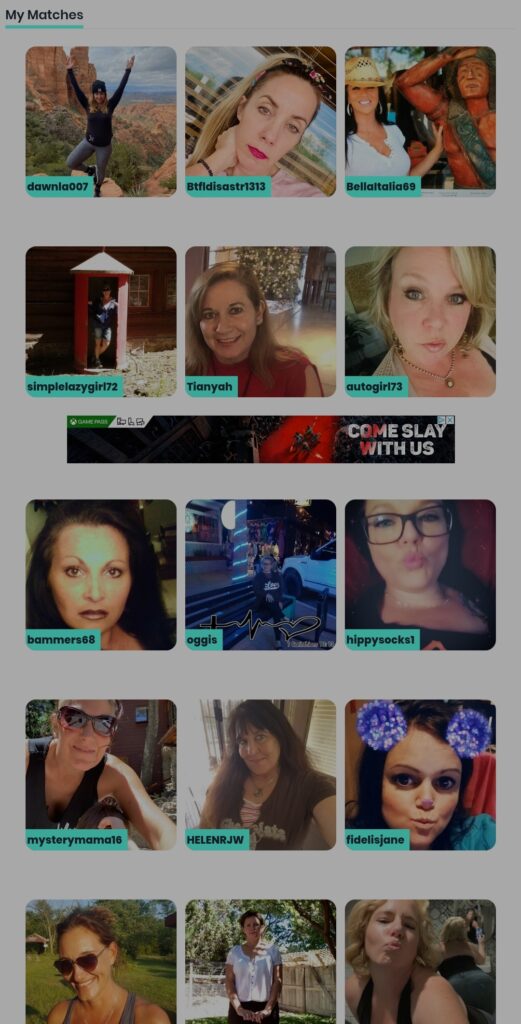 My Matches
dawnla007
Btfldisastr1313
BellaItalia69
simplelazygirl72
Tianyah
autogirl73
GAME PASS
COME SLAY
WITH US
bammers68
oggis
hippysocks1
mysterymama16
HELENRJW
fidelisjane